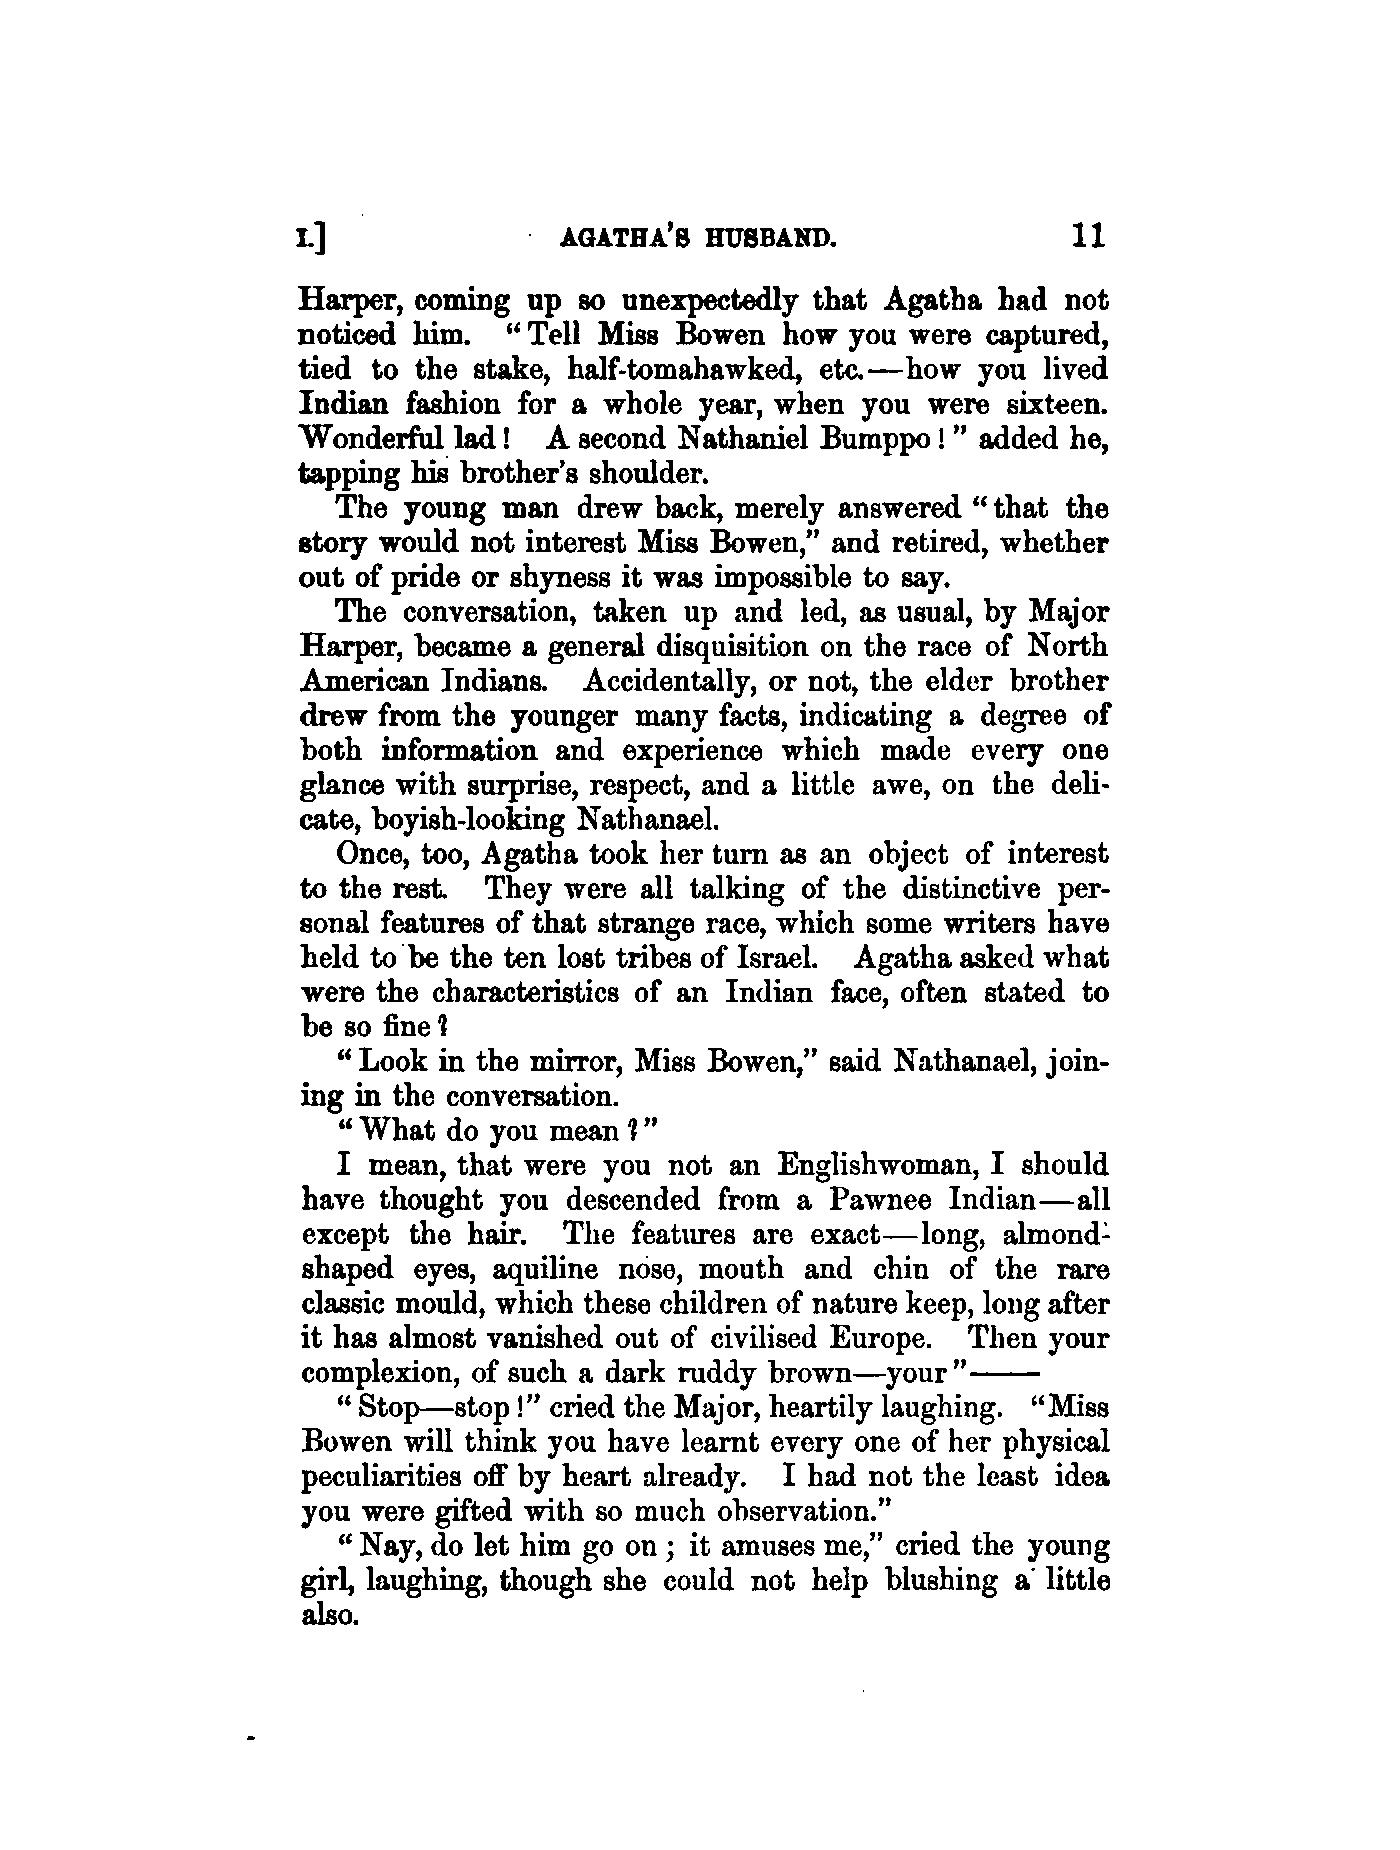 I.] AGATHA'S HUSBAND. 11
Harper, coming up so unexpectedly that Agatha had not
noticed him. "Tell Miss Bowen how you were captured,
tied to the stake, half-tomahawked, etc.—how you lived
Indian fashion for a whole year, when you were sixteen.
Wonderful lad! A second Nathaniel Bumppo!" added he,
tapping his brother's shoulder.
The young man drew back, merely answered "that the
story would not interest Miss Bowen," and retired, whether
out of pride or shyness it was impossible to say.
The conversation, taken up and led, as usual, by Major
Harper, became a general disquisition on the race of North
American Indians. Accidentally, or not, the elder brother
drew from the younger many facts, indicating a degree of
both information and experience which made every one
glance with surprise, respect, and a little awe, on the deli-
cate, boyish-looking Nathanael.
Once, too, Agatha took her turn as an object of interest
to the rest. They were all talking of the distinctive per-
sonal features of that strange race, which some writers have
held to be the ten lost tribes of Israel. Agatha asked what
were the characteristics of an Indian face, often stated to
be so fine?
"Look in the mirror, Miss Bowen," said Nathanael, join-
ing in the conversation.
"What do you mean?"
I mean, that were you not an Englishwoman, I should
have thought you descended from a Pawnee Indian—all
except the hair. The features are exact—long, almond-
shaped eyes, aquiline nose, mouth and chin of the rare
classic mould, which these children of nature keep, long after
it has almost vanished out of civilised Europe. Then your
complexion, of such a dark ruddy brown—your"——
"Stop—stop!" cried the Major, heartily laughing. "Miss
Bowen will think you have learnt every one of her physical
peculiarities off by heart already. I had not the least idea
you were gifted with so much observation."
"Nay, do let him go on; it amuses me," cried the young
girl, laughing, though she could not help blushing a little
also.